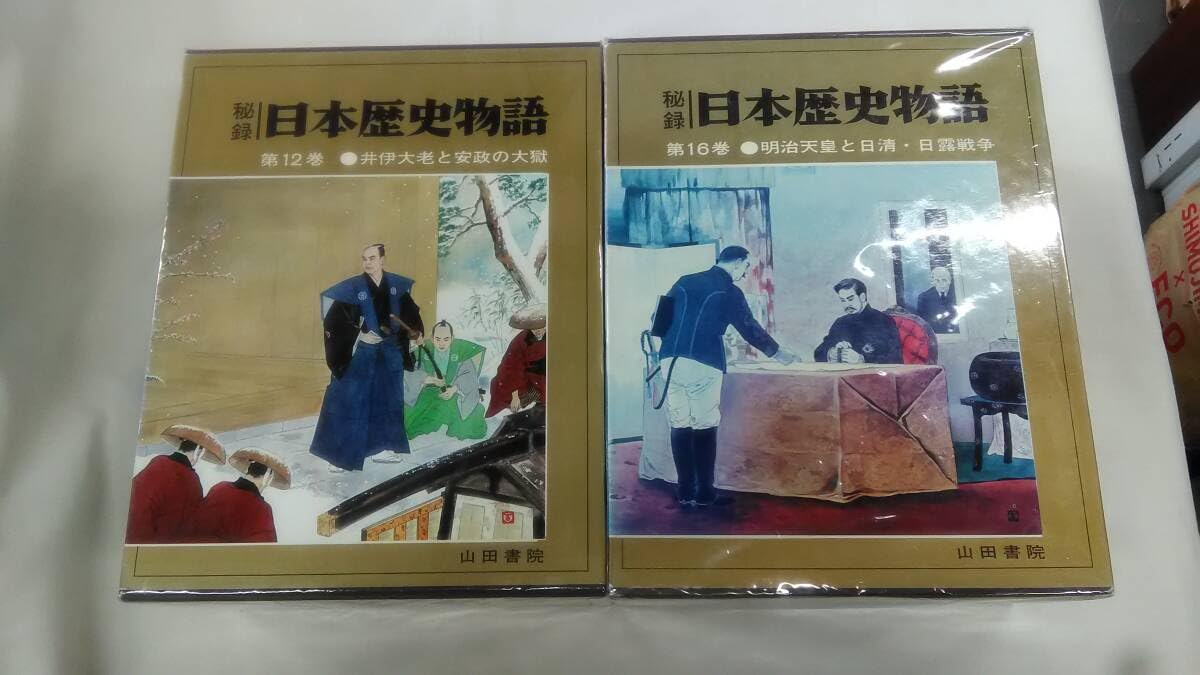 秘録
日本歴史物語
第12巻 ●井伊大老と安政の大獄
山田書院
秘録
日本歴史物語
第16巻 ●明治天皇と日清・日露戦争
山田書院
×
ECO